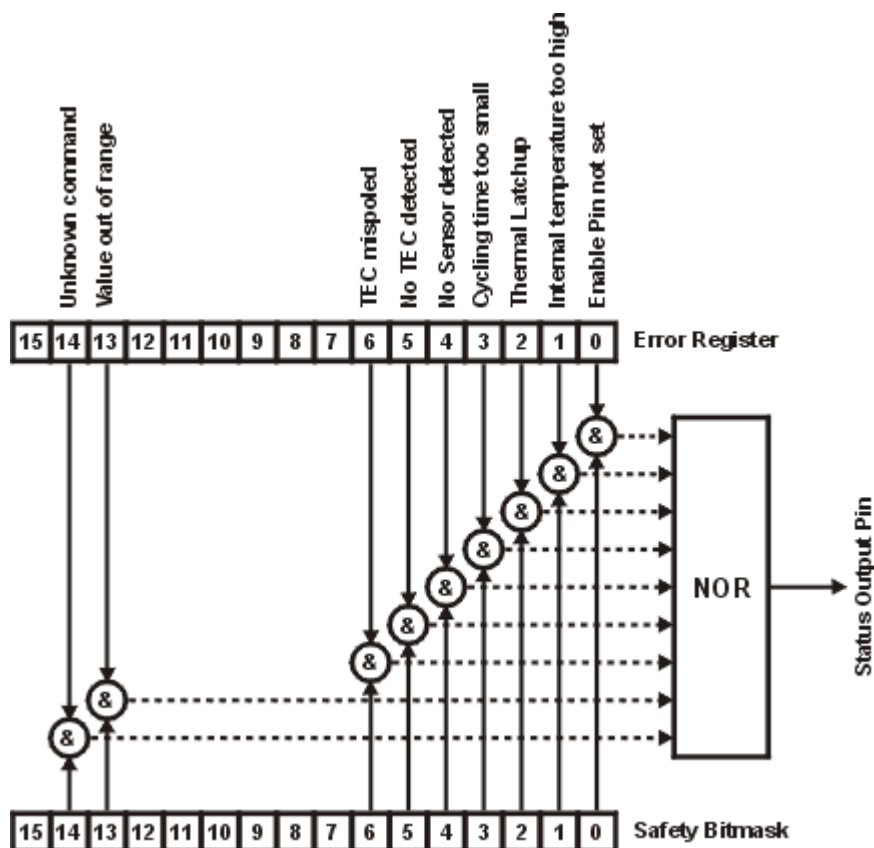 Unknown command
Value out of range
TEC mispoled
No TEC detected
No Sensor detected
Cycling time too small
Thermal Latchup
Internal temperature too high
Enable Pin not set
15 14 13 12 11 10 9 8 7 6 5 4 3 2 1 0 Error Register
&
&
&
&
&
&
&
&
&
NOR
Status Output Pin
15 14 13 12 11 10 9 8 7 6 5 4 3 2 1 0 Safety Bitmask